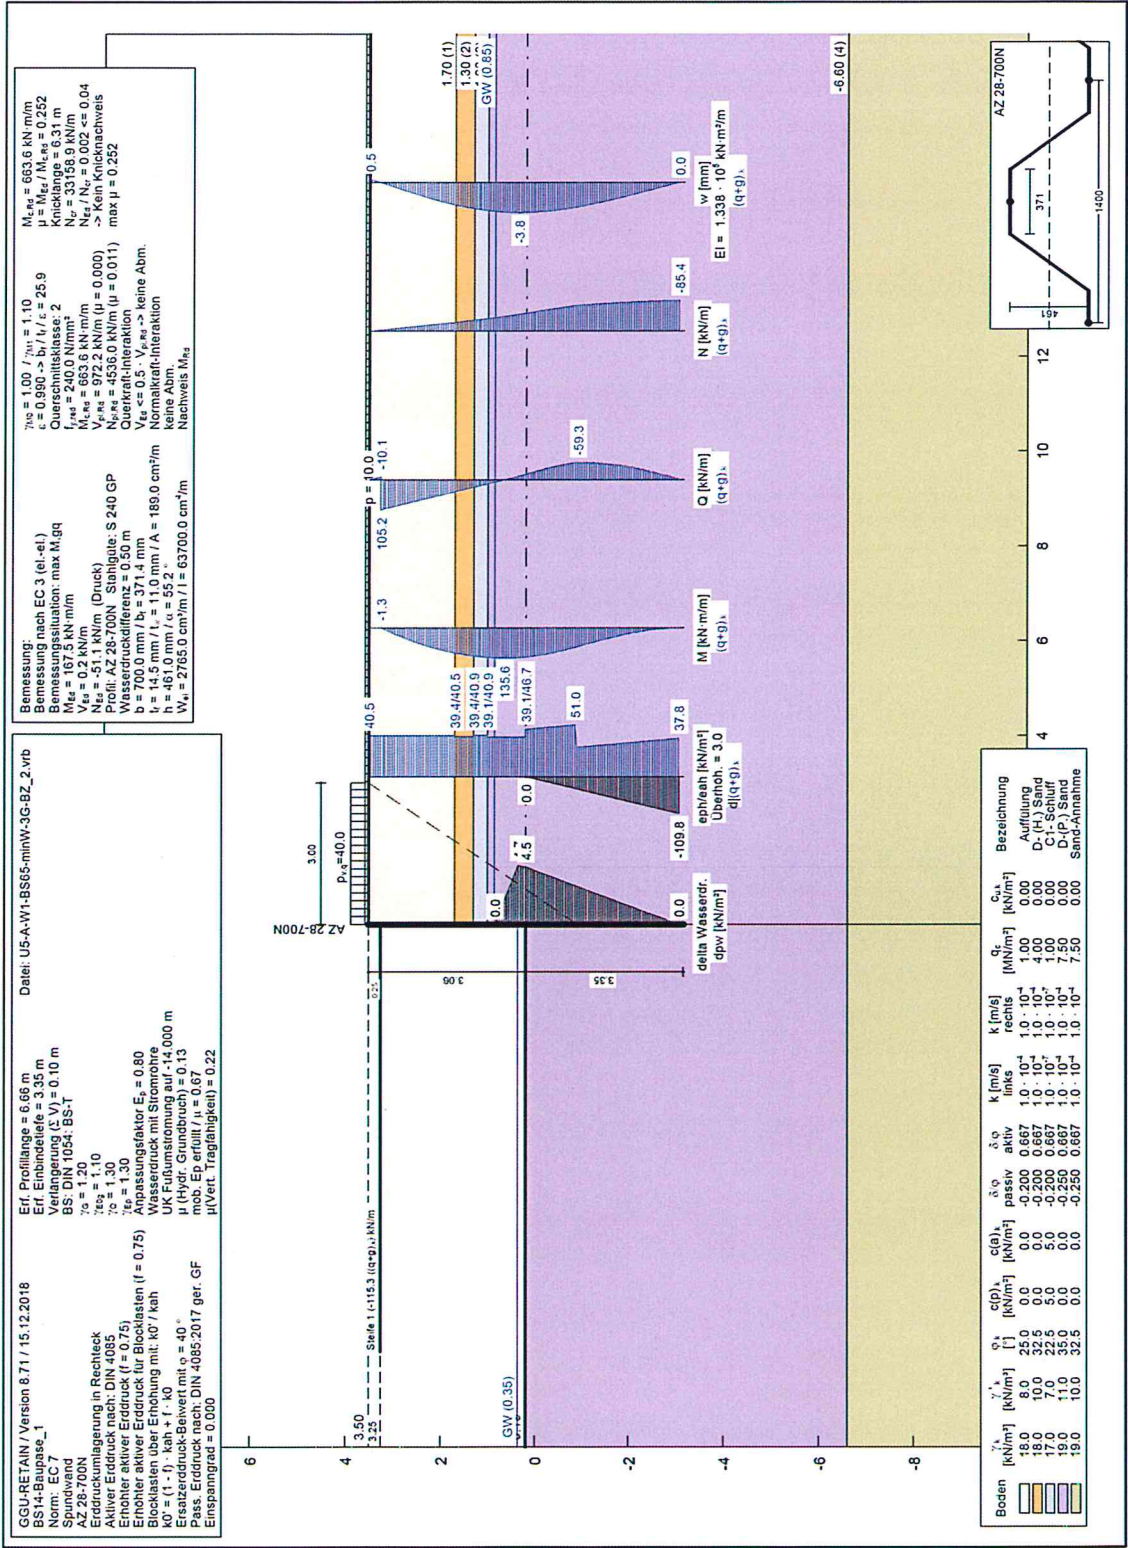 GGU-RETAIN / Version 8.71 / 15.12.2018
BS14-Baupase_1
Norm: EC 7
Spundwand
AZ 28-700N
Erddruckumlagerung in Rechteck
Aktiver Erddruck nach: DIN 4085
Erhöhter aktiver Erddruck (f = 0.75)
Erhöhter aktiver Erddruck für Blocklasten (f = 0.75)
Blocklasten über Erhöhung mit: k0' / kah
k0' = (1 - f) · kah + f · k0
Ersatzerddruck-Beiwert mit φ = 40 °
Pass. Erddruck nach: DIN 4085:2017 ger. GF
Einspanngrad = 0.000
Erf. Profillänge = 6.66 m
Erf. Einbindetiefe = 3.35 m
Verlängerung (Σ V) = 0.10 m
BS: DIN 1054: BS-T
γG = 1.20
γE0g = 1.10
γQ = 1.30
γEp = 1.30
Anpassungsfaktor Ep = 0.80
Wasserdruck mit Stromröhre
UK Fußumströmung auf -14.000 m
μ (Hydr. Grundbruch) = 0.13
mob. Ep erfüllt / μ = 0.67
μ(Vert. Tragfähigkeit) = 0.22
Datei: U5-A-W1-BS65-minW-3G-BZ_2.vrb
Bemessung:
Bemessung nach EC 3 (el.-el.)
Bemessungssituation: max M,gq
MEd = 167.5 kN·m/m
VEd = 0.2 kN/m
NEd = -51.1 kN/m (Druck)
Profil: AZ 28-700N Stahlgüte: S 240 GP
Wasserdruckdifferenz = 0.50 m
b = 700.0 mm / bf = 371.4 mm
tf = 14.5 mm / tw = 11.0 mm / A = 189.0 cm²/m
h = 461.0 mm / α = 55.2 °
Wel = 2765.0 cm³/m / I = 63700.0 cm⁴/m
γM0 = 1.00 / γM1 = 1.10
ε = 0.990 -> bf / tf / ε = 25.9
Querschnittsklasse: 2
fy,red = 240.0 N/mm²
Mc,Rd = 663.6 kN·m/m
Vpl,Rd = 972.2 kN/m (μ = 0.000)
Npl,Rd = 4536.0 kN/m (μ = 0.011)
Querkraft-Interaktion
VEd <= 0.5 · Vpl,Rd -> keine Abm.
Normalkraft-Interaktion
keine Abm.
Nachweis MRd
Mc,Rd = 663.6 kN·m/m
μ = MEd / Mc,Rd = 0.252
Knicklänge = 6.31 m
Ncr = 33158.9 kN/m
NEd / Ncr = 0.002 <= 0.04
-> Kein Knicknachweis
max μ = 0.252
3.00
pv,q=40.0
AZ 28-700N
p = 10.0
3.50
3.25
Steife 1 (-115.3 ((q+g),k) kN/m
0.25
3.06
3.35
GW (0.35)
0.0
4.5
0.0
delta Wasserdr.
dpw [kN/m²]
40.5
39.4/40.5
39.4/40.9
39.1/40.9
135.6
39.1/46.7
0.0
51.0
37.8
-109.8
eph/eah [kN/m²]
Überhöh. = 3.0
d|(q+g)k
-1.3
M [kN·m/m]
(q+g)k
105.2
-10.1
-59.3
Q [kN/m]
(q+g)k
-85.4
N [kN/m]
(q+g)k
0.5
-3.8
0.0
w [mm]
EI = 1.338 · 10⁵ kN·m²/m
(q+g)k
1.70 (1)
1.30 (2)
GW (0.85)
-6.60 (4)
6
4
2
0
-2
-4
-6
-8
4
6
8
10
12
AZ 28-700N
371
461
1400
Boden γk [kN/m³] γ'k [kN/m³] φk [°] c(p)k [kN/m²] c(a)k [kN/m²] δ/φ passiv δ/φ aktiv k [m/s] links k [m/s] rechts qc [MN/m²] cu,k [kN/m²] Bezeichnung
18.0 8.0 25.0 0.0 0.0 -0.200 0.667 1.0 · 10⁻⁴ 1.0 · 10⁻⁴ 1.00 0.00 Auffüllung
18.0 10.0 32.5 0.0 0.0 -0.200 0.667 1.0 · 10⁻⁴ 1.0 · 10⁻⁴ 4.00 0.00 D- (H.) Sand
17.0 7.0 22.5 5.0 5.0 -0.200 0.667 1.0 · 10⁻⁷ 1.0 · 10⁻⁷ 1.00 0.00 C1- Schluff
19.0 11.0 35.0 0.0 0.0 -0.250 0.667 1.0 · 10⁻⁴ 1.0 · 10⁻⁴ 7.50 0.00 D-(P.) Sand
19.0 10.0 32.5 0.0 0.0 -0.250 0.667 1.0 · 10⁻⁴ 1.0 · 10⁻⁴ 7.50 0.00 Sand-Annahme